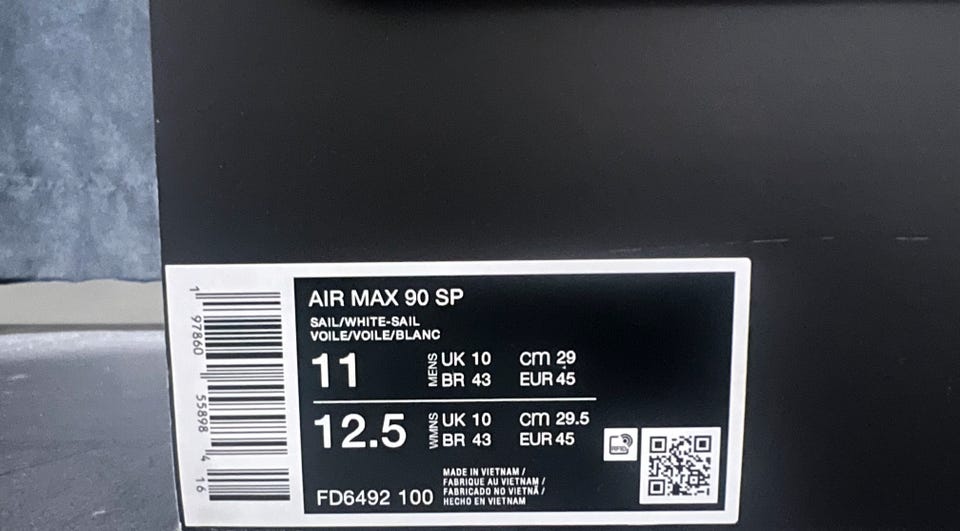 AIR MAX 90 SP
SAIL/WHITE-SAIL
VOILE/VOILE/BLANC
11 MENS UK 10 cm 29
BR 43 EUR 45
12.5 WMNS UK 10 cm 29.5
BR 43 EUR 45
MADE IN VIETNAM /
FABRIQUE AU VIETNAM /
FABRICADO NO VIETNÃ /
HECHO EN VIETNAM
FD6492 100
1 97860 55898 4 16